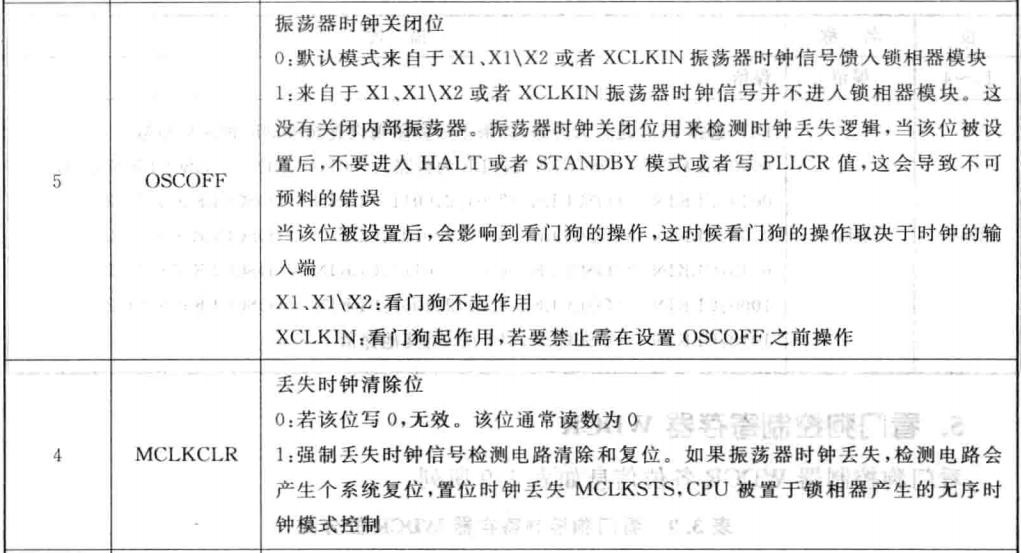 振荡器时钟关闭位
0:默认模式来自于 X1、X1\X2 或者 XCLKIN 振荡器时钟信号馈入锁相器模块
1:来自于 X1、X1\X2 或者 XCLKIN 振荡器时钟信号并不进入锁相器模块。这
没有关闭内部振荡器。振荡器时钟关闭位用来检测时钟丢失逻辑,当该位被设
置后,不要进入 HALT 或者 STANDBY 模式或者写 PLLCR 值,这会导致不可
预料的错误
当该位被设置后,会影响到看门狗的操作,这时候看门狗的操作取决于时钟的输
入端
X1、X1\X2:看门狗不起作用
XCLKIN:看门狗起作用,若要禁止需在设置 OSCOFF 之前操作
5 OSCOFF
丢失时钟清除位
0:若该位写 0,无效。该位通常读数为 0
1:强制丢失时钟信号检测电路清除和复位。如果振荡器时钟丢失,检测电路会
产生个系统复位,置位时钟丢失 MCLKSTS,CPU 被置于锁相器产生的无序时
钟模式控制
4 MCLKCLR